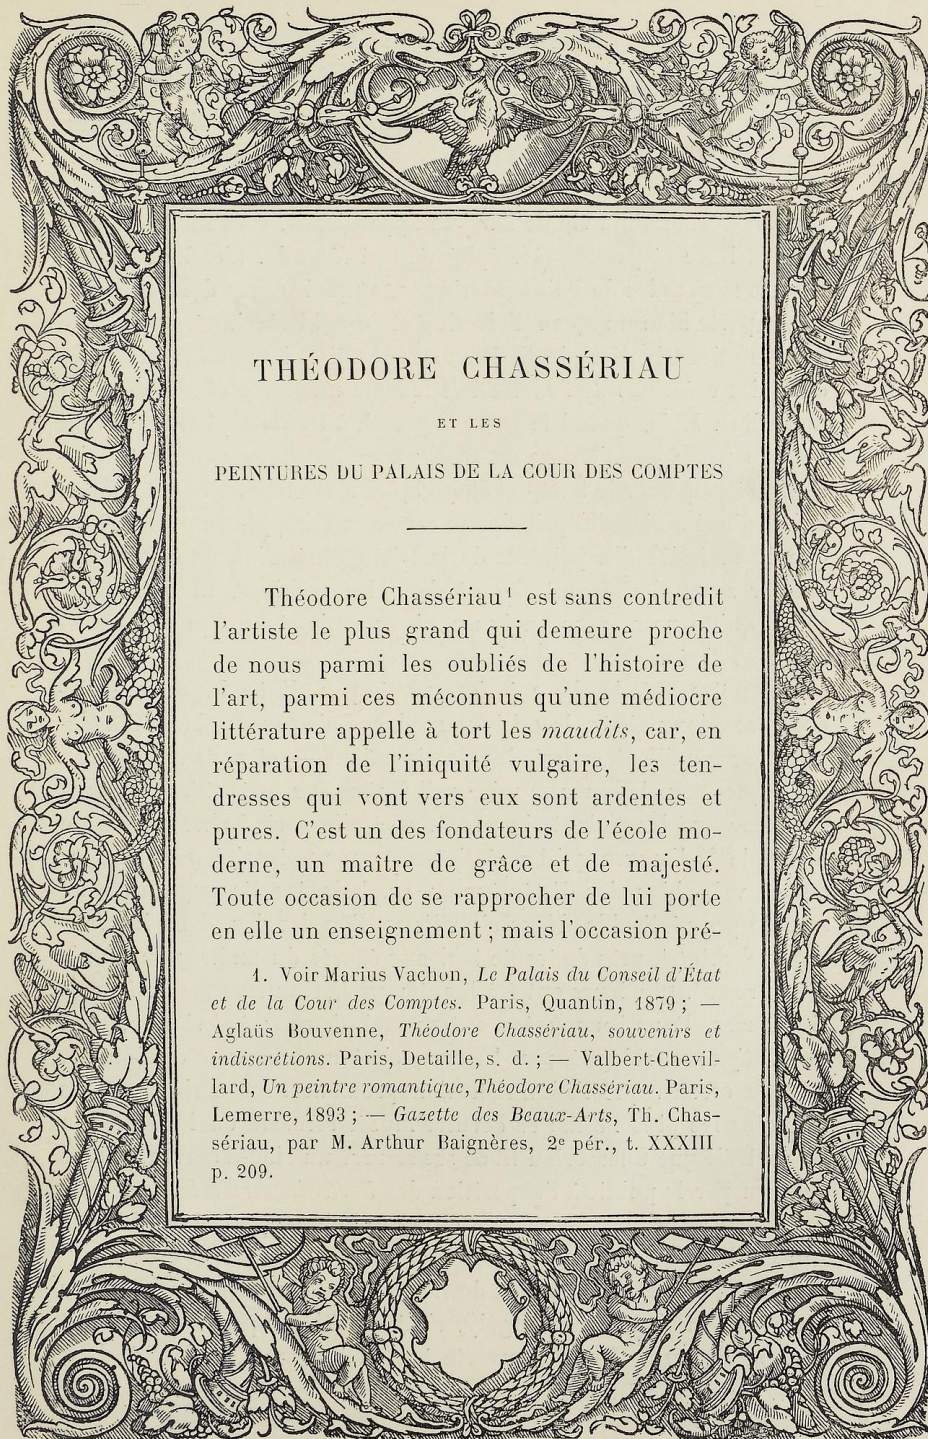 THÉODORE CHASSÉRIAU
ET LES
PEINTURES DU PALAIS DE LA COUR DES COMPTES
Théodore Chassériau¹ est sans contredit
l'artiste le plus grand qui demeure proche
de nous parmi les oubliés de l'histoire de
l'art, parmi ces méconnus qu'une médiocre
littérature appelle à tort les maudits, car, en
réparation de l'iniquité vulgaire, les ten-
dresses qui vont vers eux sont ardentes et
pures. C'est un des fondateurs de l'école mo-
derne, un maître de grâce et de majesté.
Toute occasion de se rapprocher de lui porte
en elle un enseignement ; mais l'occasion pré-
1. Voir Marius Vachon, Le Palais du Conseil d'État
et de la Cour des Comptes. Paris, Quantin, 1879 ; —
Aglaüs Bouvenne, Théodore Chassériau, souvenirs et
indiscrétions. Paris, Detaille, s. d. ; — Valbert-Chevil-
lard, Un peintre romantique, Théodore Chassériau. Paris,
Lemerre, 1893 ; — Gazette des Beaux-Arts, Th. Chas-
sériau, par M. Arthur Baignères, 2e pér., t. XXXIII
p. 209.